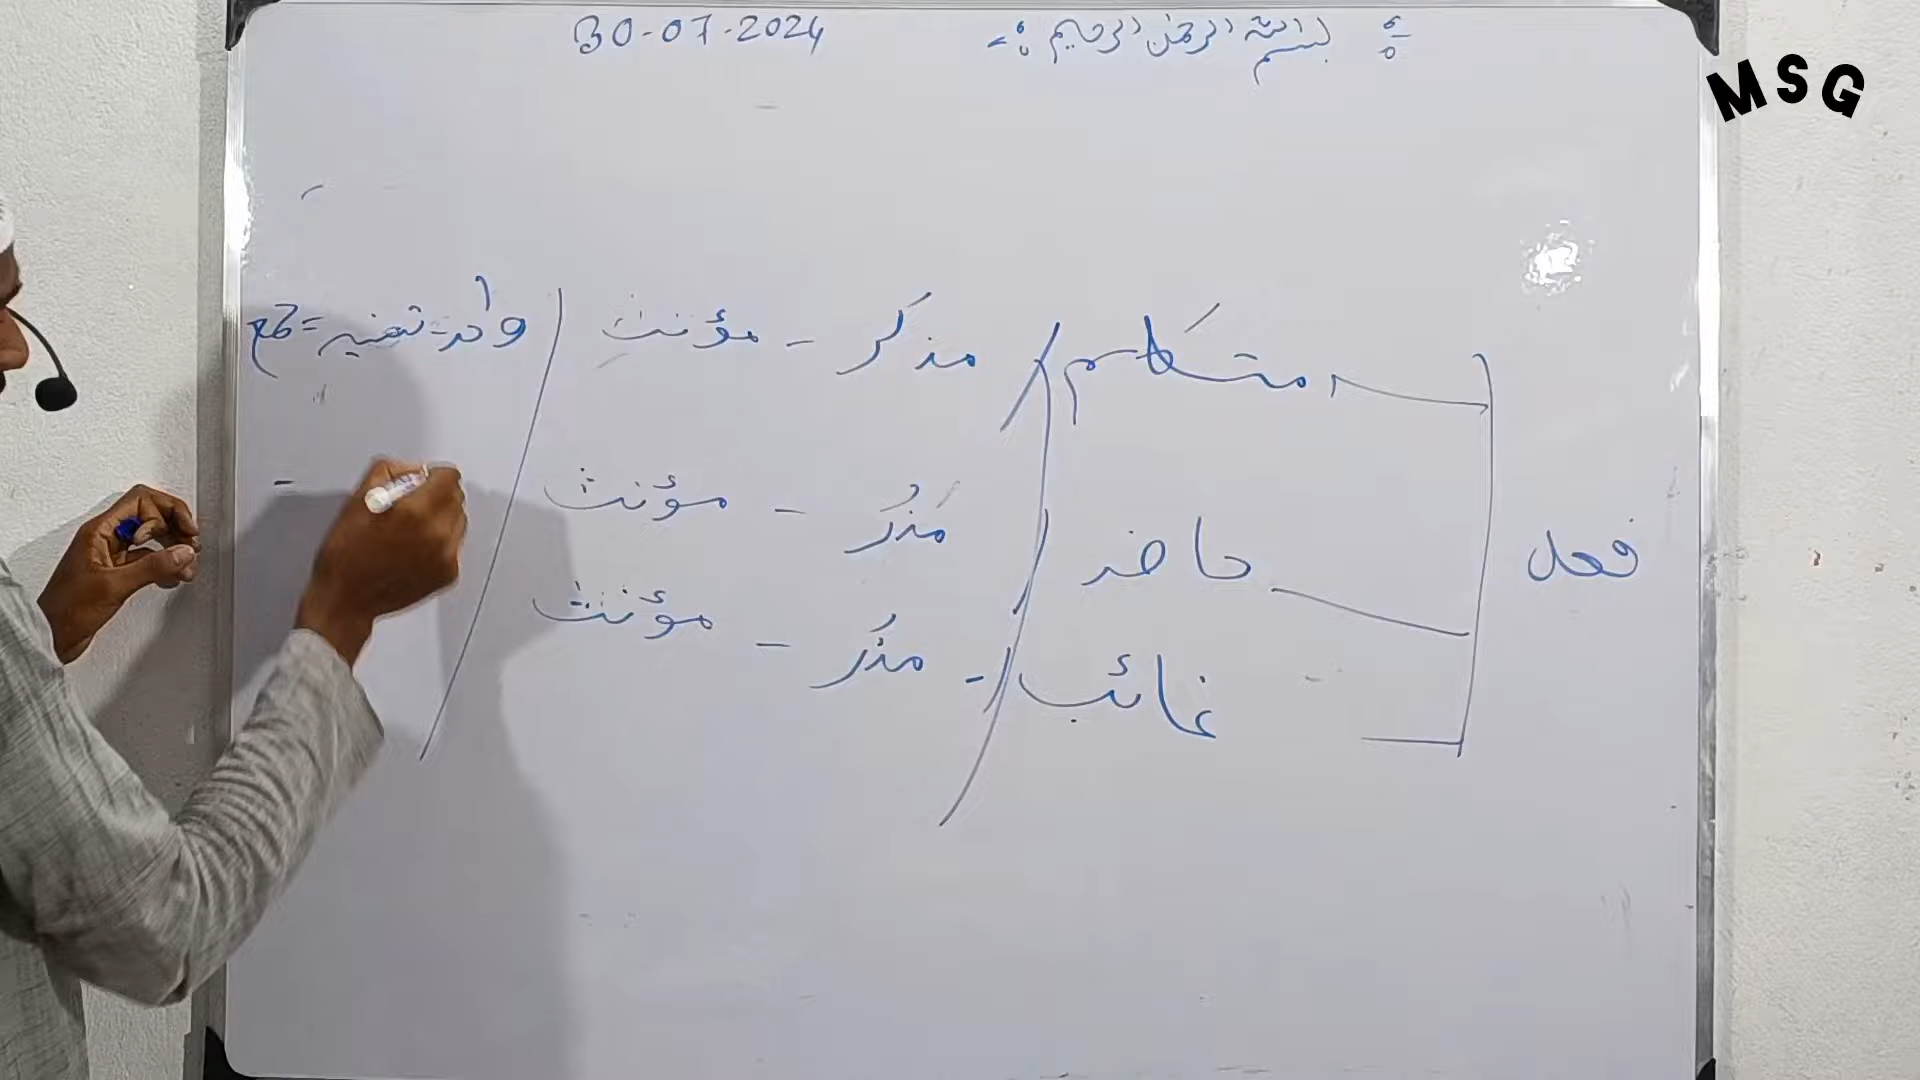 بسم الله الرحمن الرحیم 30-07-2024
MSG
متکلم / مذکر - مؤنث / واحد - تثنیہ = جمع
فعل
حاضر / مذکر - مؤنث
غائب / - مذکر - مؤنث